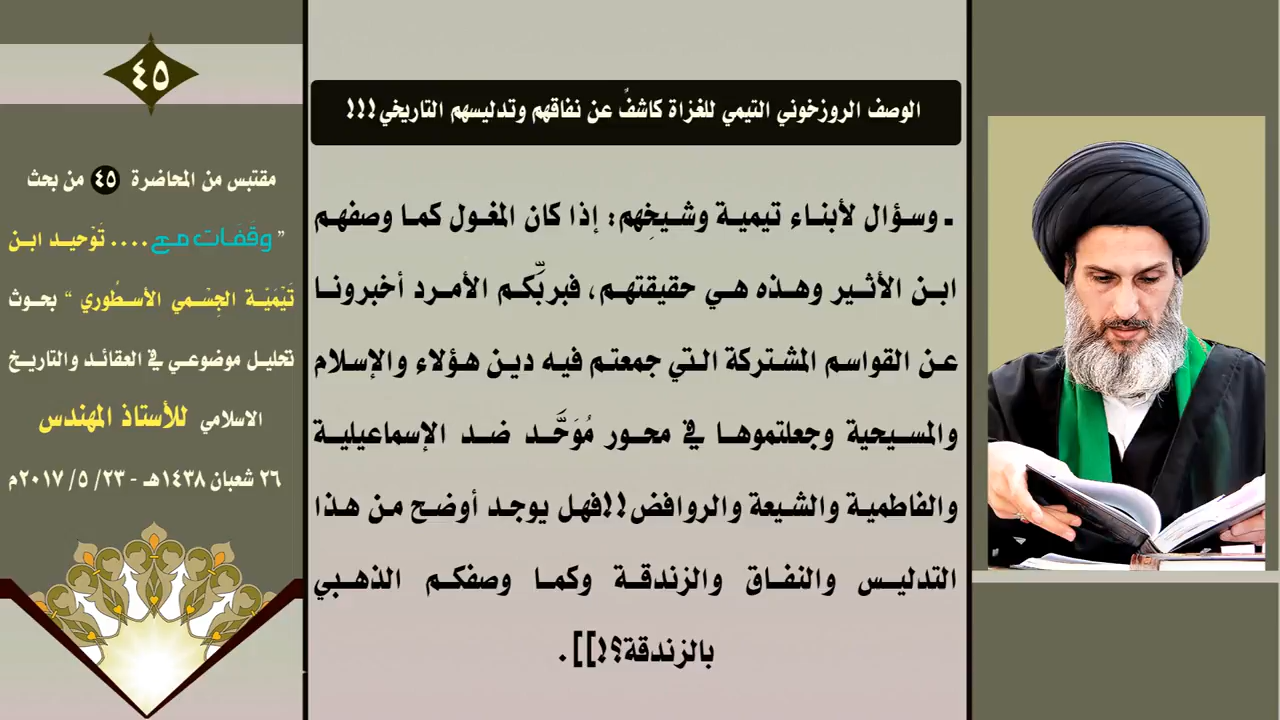 الوصف الروزخوني التيمي للغزاة كاشفٌ عن نفاقهم وتدليسهم التاريخي!!!
ـ وسؤال لأبناء تيمية وشيخِهم: إذا كان المغول كما وصفهم
ابن الأثير وهذه هي حقيقتهم، فبربِّكم الأمرد أخبرونا
عن القواسم المشتركة التي جمعتم فيه دين هؤلاء والإسلام
والمسيحية وجعلتموها في محور مُوَحَّد ضد الإسماعيلية
والفاطمية والشيعة والروافض!!فهل يوجد أوضح من هذا
التدليس والنفاق والزندقة وكما وصفكم الذهبي
بالزندقة؟!]].
٤٥
مقتبس من المحاضرة ٤٥ من بحث
" وقفات مع.... تَوْحيد ابن
تَيْمَيّة الجِسْمي الأسطُوري " بحوث
تحليل موضوعي في العقائد والتاريخ
الاسلامي للأستاذ المهندس
٢٦ شعبان ١٤٣٨هـ - ٢٣/ ٥/ ٢٠١٧م